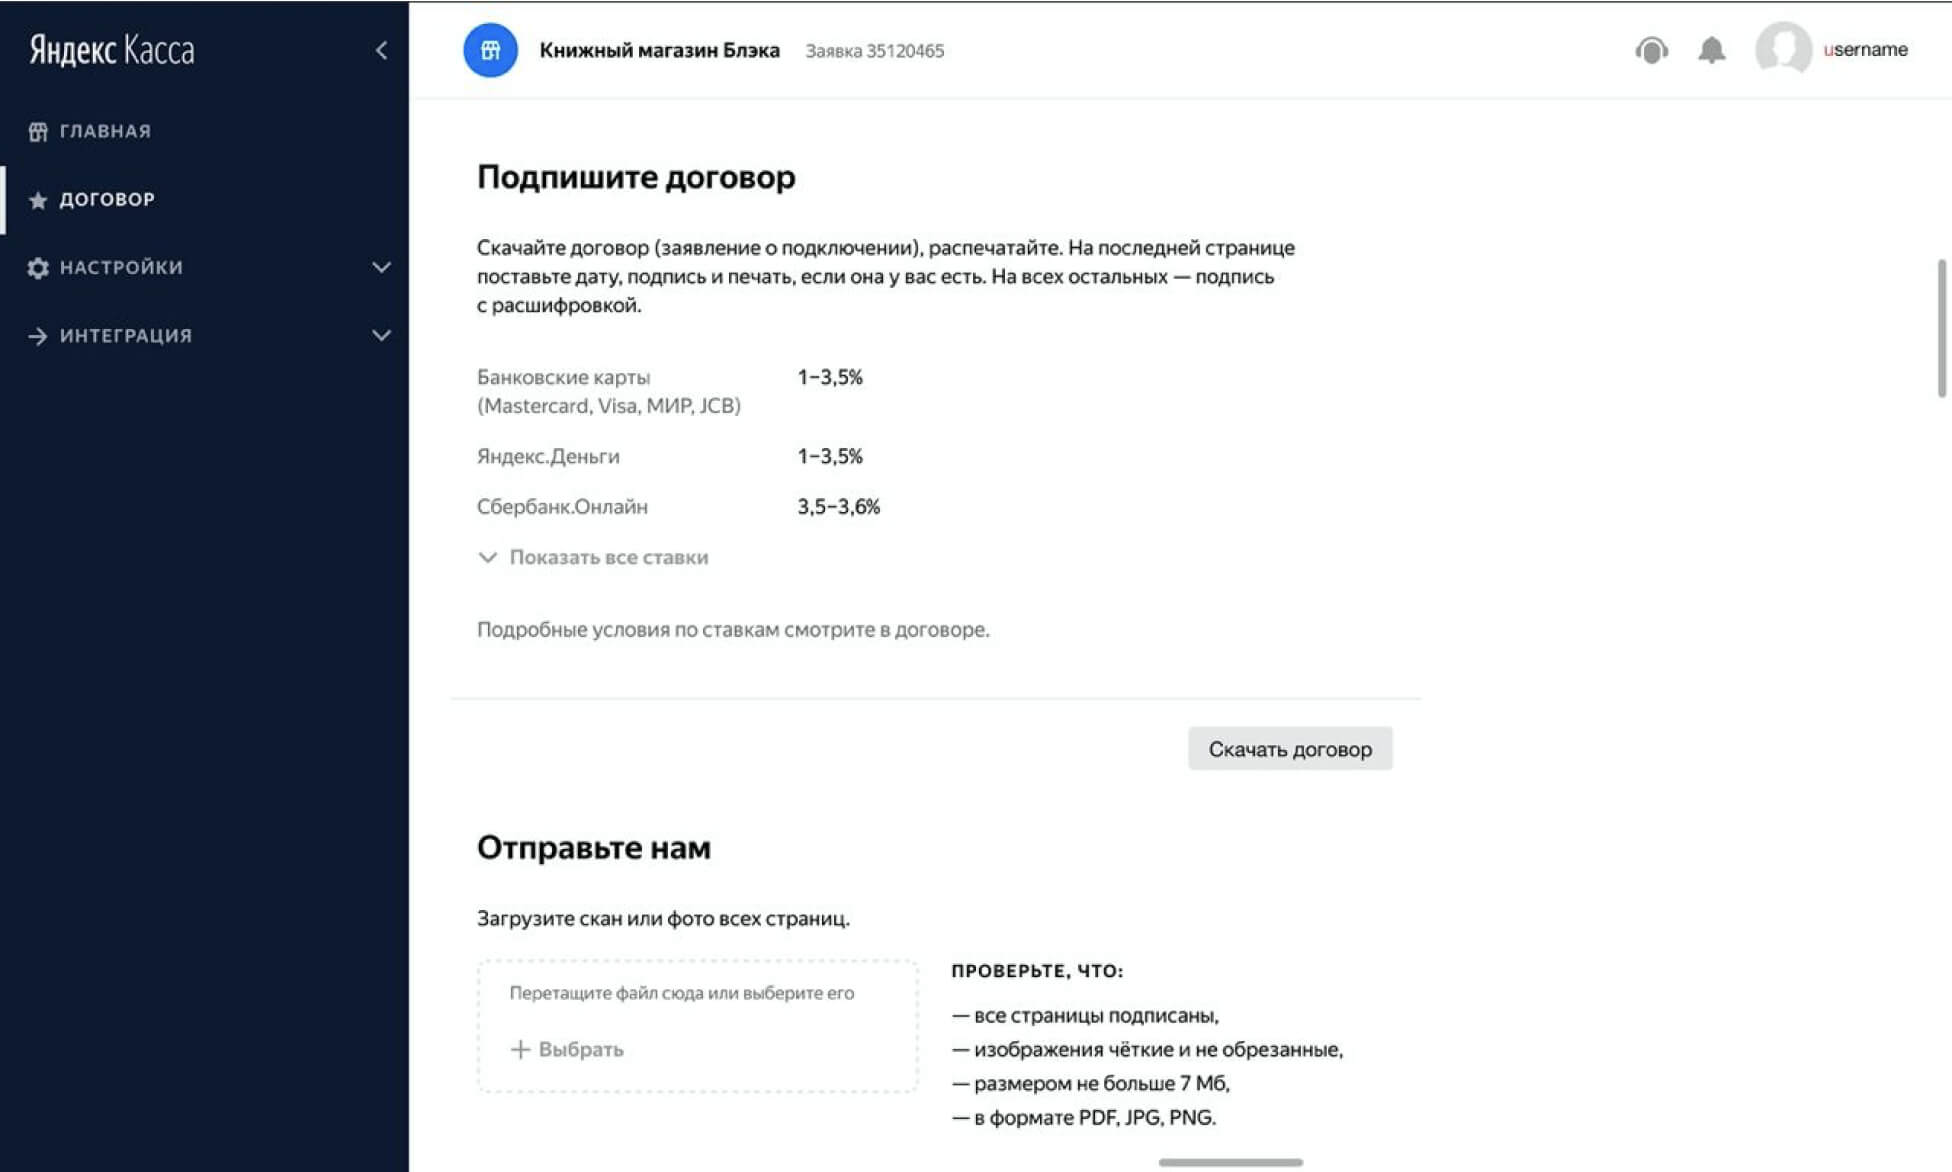 Яндекс Касса
ГЛАВНАЯ
ДОГОВОР
НАСТРОЙКИ
ИНТЕГРАЦИЯ
Книжный магазин Блэка Заявка 35120465
username
Подпишите договор
Скачайте договор (заявление о подключении), распечатайте. На последней странице
поставьте дату, подпись и печать, если она у вас есть. На всех остальных — подпись
с расшифровкой.
Банковские карты 1–3,5%
(Mastercard, Visa, МИР, JCB)
Яндекс.Деньги 1–3,5%
Сбербанк.Онлайн 3,5–3,6%
Показать все ставки
Подробные условия по ставкам смотрите в договоре.
Скачать договор
Отправьте нам
Загрузите скан или фото всех страниц.
Перетащите файл сюда или выберите его
+ Выбрать
ПРОВЕРЬТЕ, ЧТО:
— все страницы подписаны,
— изображения чёткие и не обрезанные,
— размером не больше 7 Мб,
— в формате PDF, JPG, PNG.